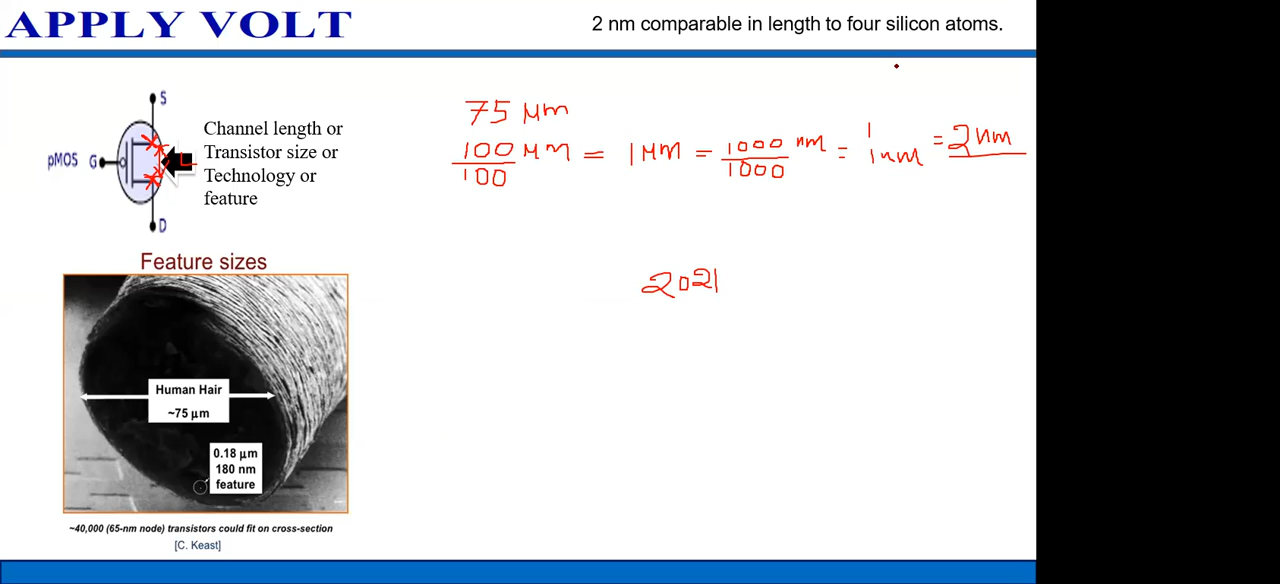 APPLY VOLT
2 nm comparable in length to four silicon atoms.
S
pMOS G
L
D
Channel length or
Transistor size or
Technology or
feature
75 μm
100/100 μm = 1 μm = 1000/1000 nm = 1 1nm = 2nm
2021
Feature sizes
Human Hair
~75 μm
0.18 μm
180 nm
feature
~40,000 (65-nm node) transistors could fit on cross-section
[C. Keast]